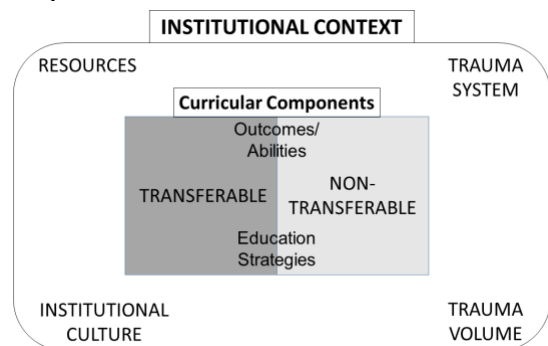 INSTITUTIONAL CONTEXT
RESOURCES
TRAUMA
SYSTEM
Curricular Components
Outcomes/
Abilities
TRANSFERABLE
NON-
TRANSFERABLE
Education
Strategies
INSTITUTIONAL
CULTURE
TRAUMA
VOLUME